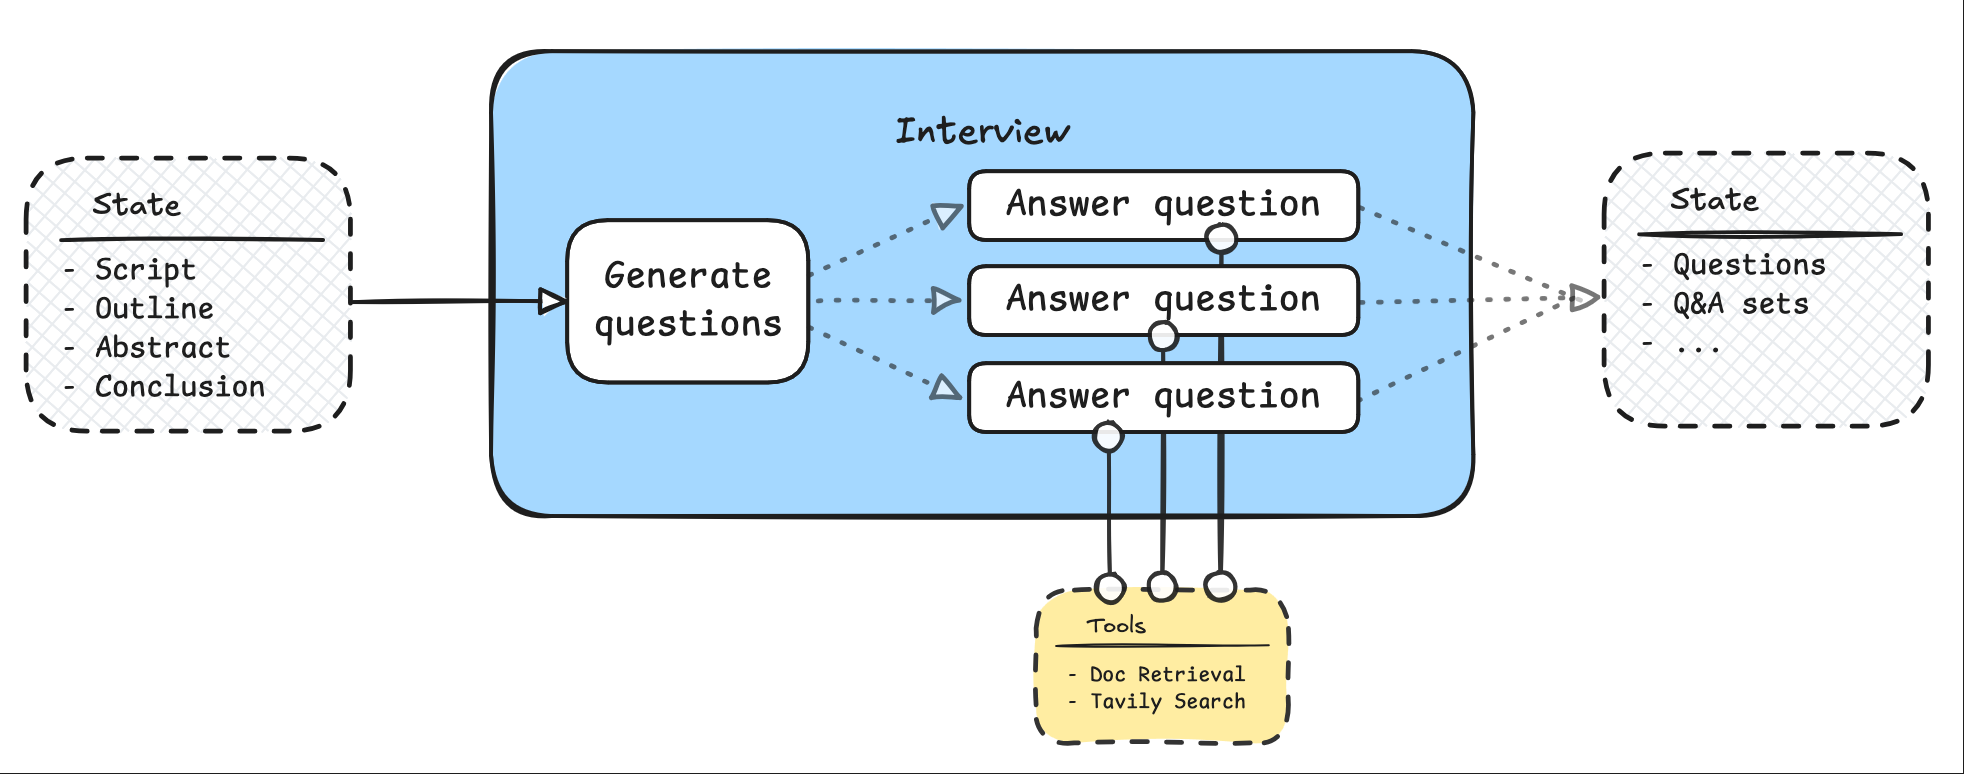 Interview
State
- Script
- Outline
- Abstract
- Conclusion
Generate
questions
Answer question
Answer question
Answer question
State
- Questions
- Q&A sets
- ...
Tools
- Doc Retrieval
- Tavily Search